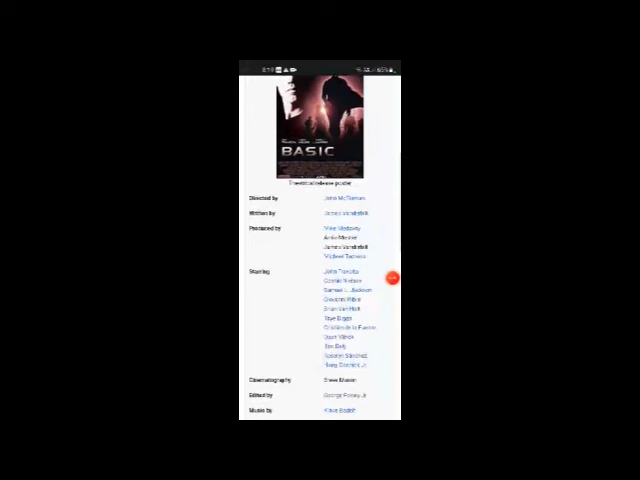 BASIC
Theatrical release poster
Directed by
John McTiernan
Written by
James Vanderbilt
Produced by
Mike Medavoy
Arnie Messer
James Vanderbilt
Michael Tadross
Starring
John Travolta
Connie Nielsen
Samuel L. Jackson
Giovanni Ribisi
Brian Van Holt
Taye Diggs
Cristián de la Fuente
Dash Mihok
Tim Daly
Roselyn Sánchez
Harry Connick Jr.
Cinematography
Steve Mason
Edited by
George Folsey Jr.
Music by
Klaus Badelt